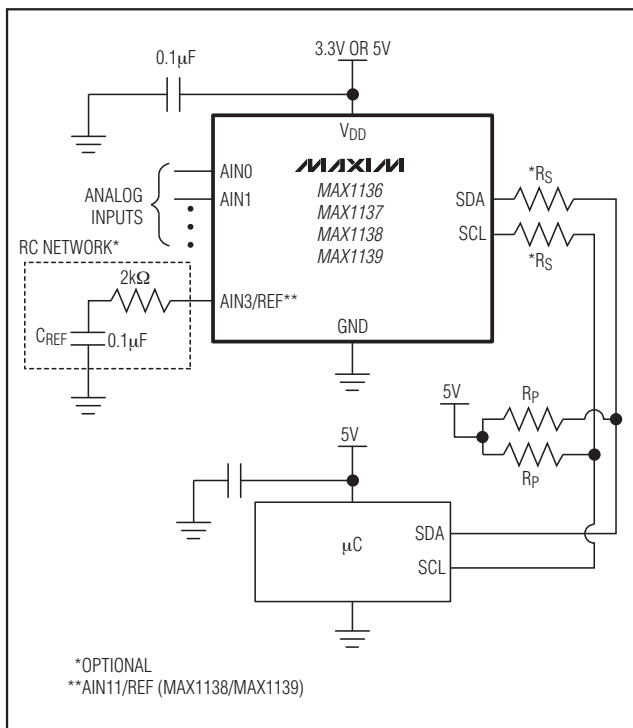 3.3V OR 5V
0.1µF
VDD
MAXIM
MAX1136
MAX1137
MAX1138
MAX1139
AIN0
AIN1
ANALOG
INPUTS
SDA
SCL
*RS
*RS
RC NETWORK*
2kΩ
AIN3/REF**
CREF
0.1µF
GND
5V
RP
RP
5V
µC
SDA
SCL
*OPTIONAL
**AIN11/REF (MAX1138/MAX1139)